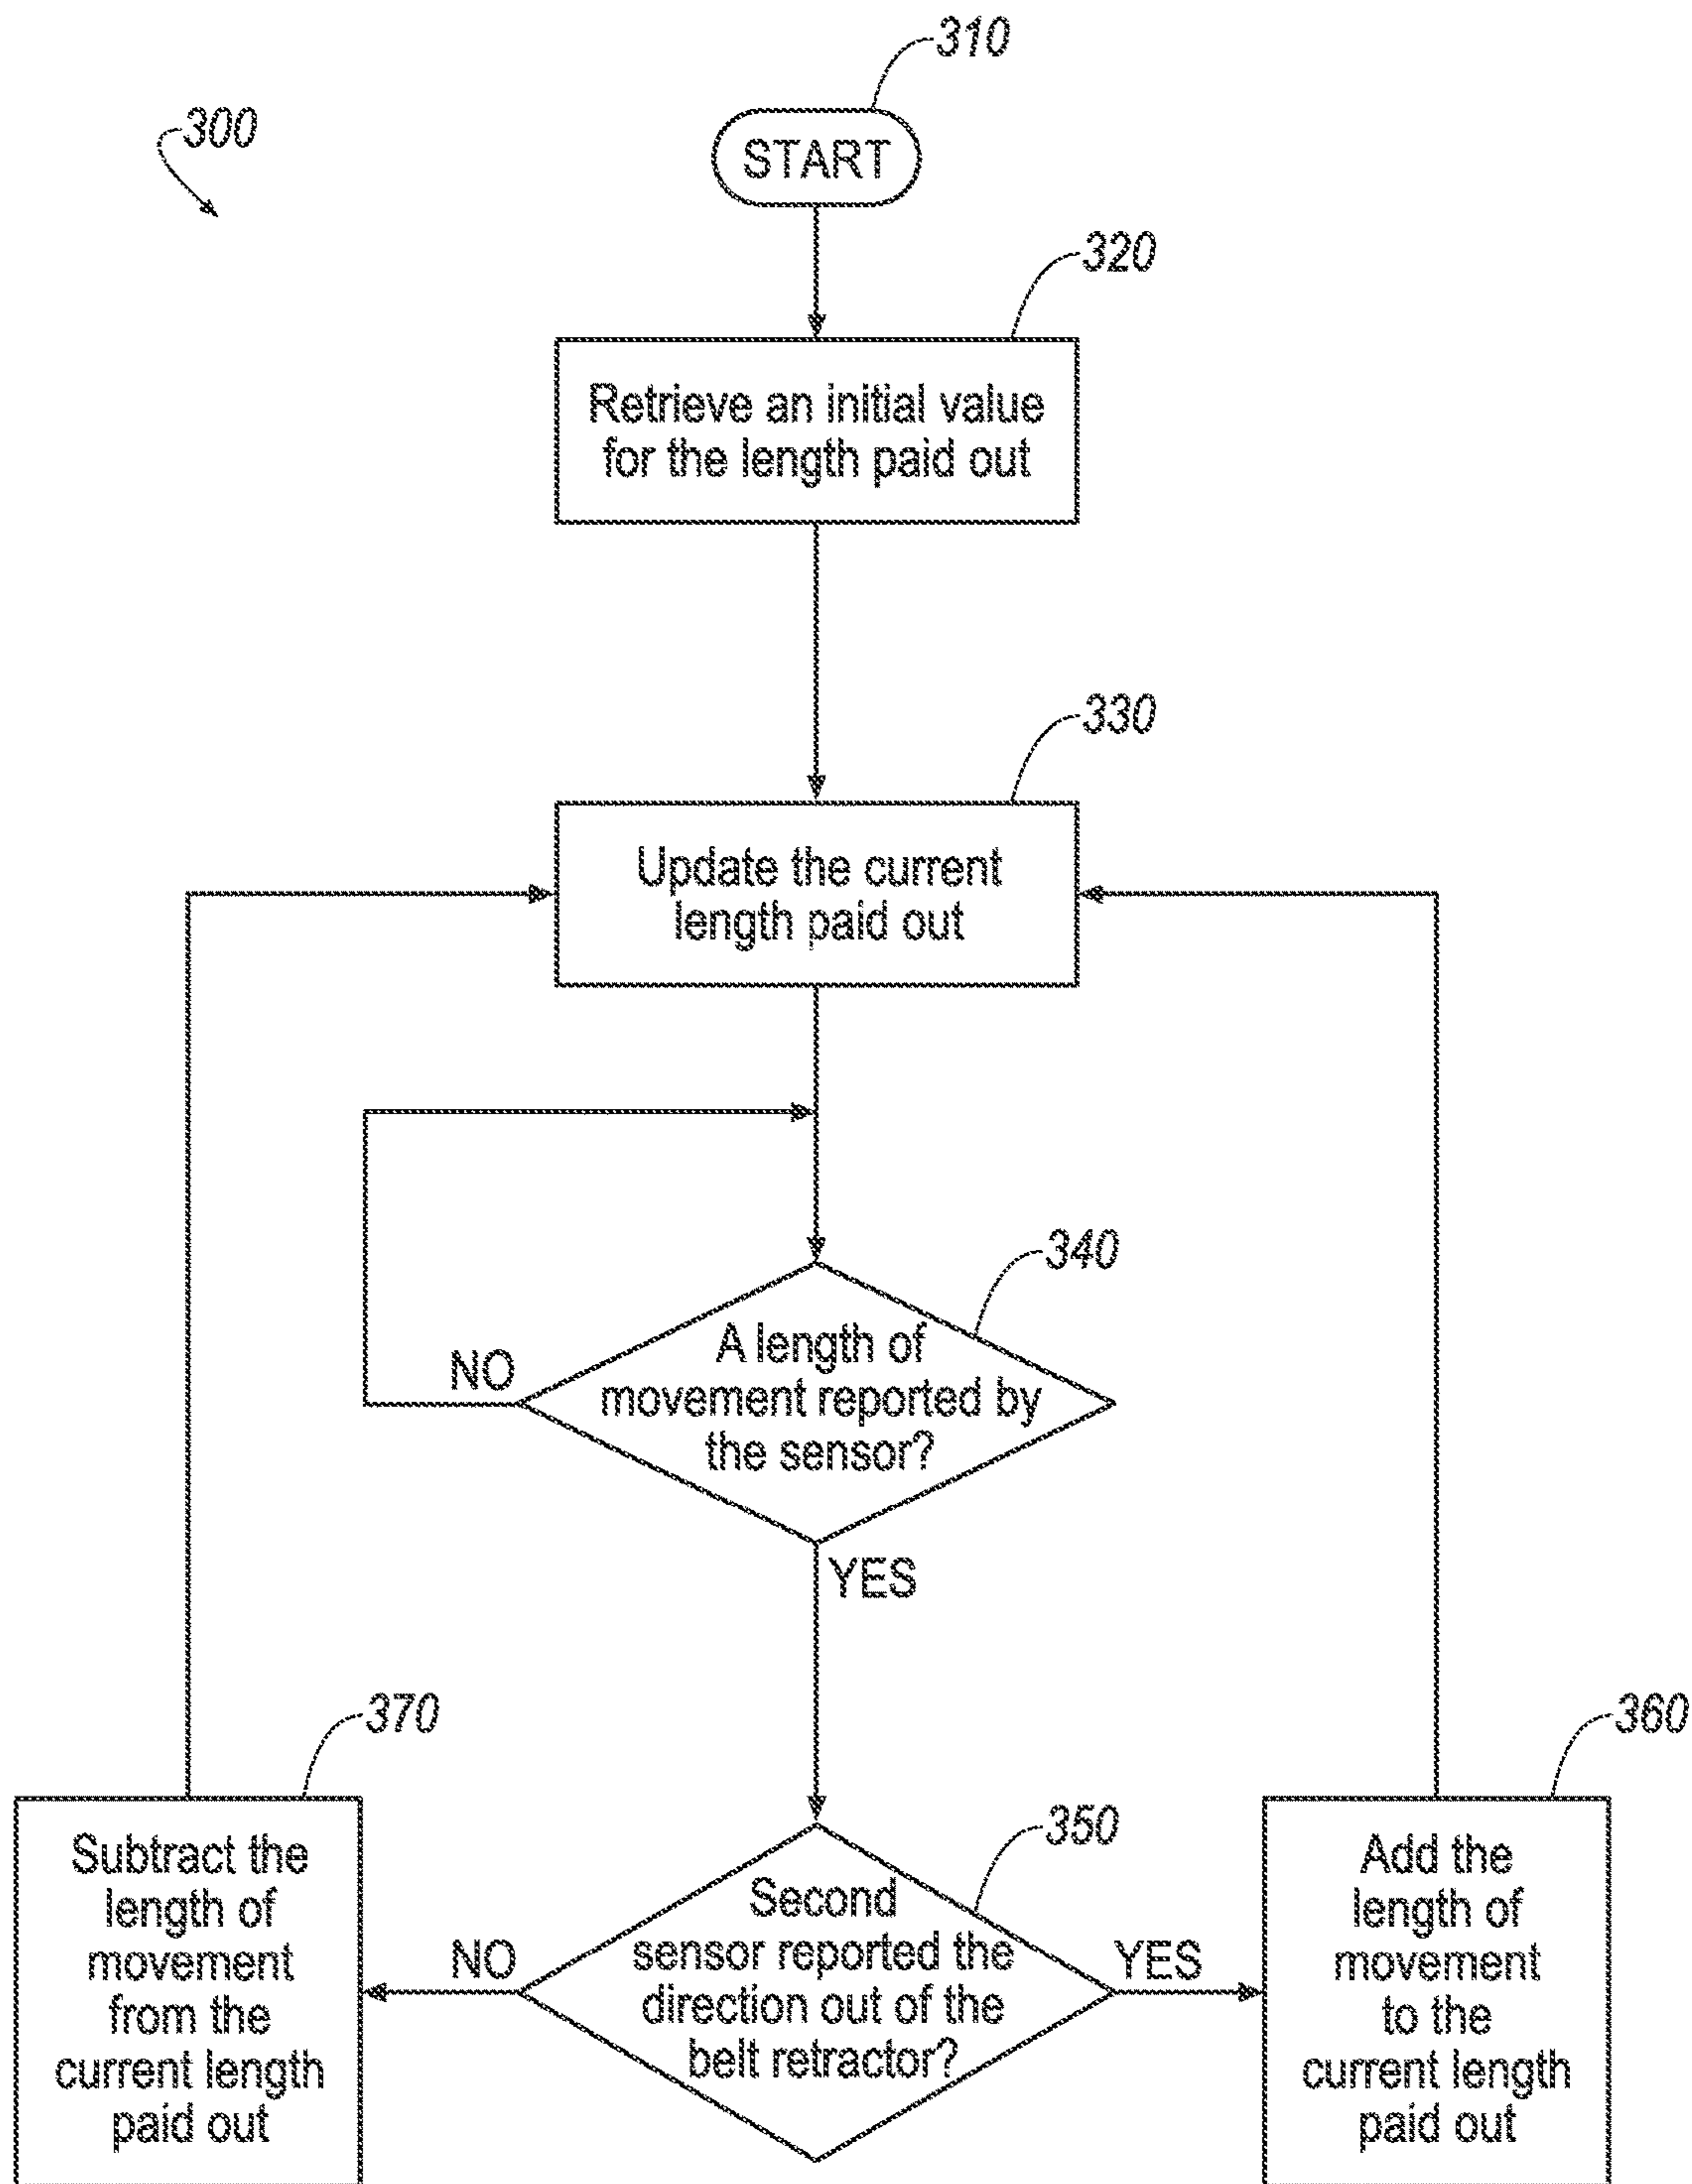 310
300
START
320
Retrieve an initial value
for the length paid out
330
Update the current
length paid out
340
A length of
movement reported by
the sensor?
NO
YES
370
360
350
Subtract the
length of
movement
from the
current length
paid out
NO
Second
sensor reported the
direction out of the
belt retractor?
YES
Add the
length of
movement
to the
current length
paid out